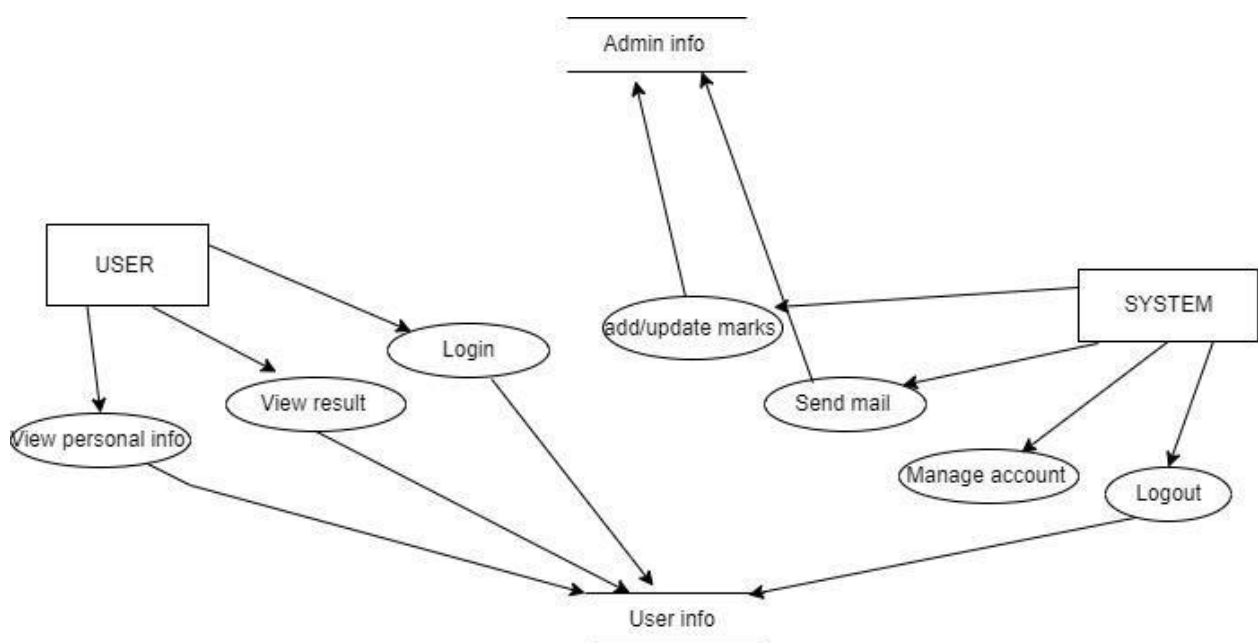 Admin info
USER
SYSTEM
add/update marks
Login
View result
Send mail
View personal info
Manage account
Logout
User info